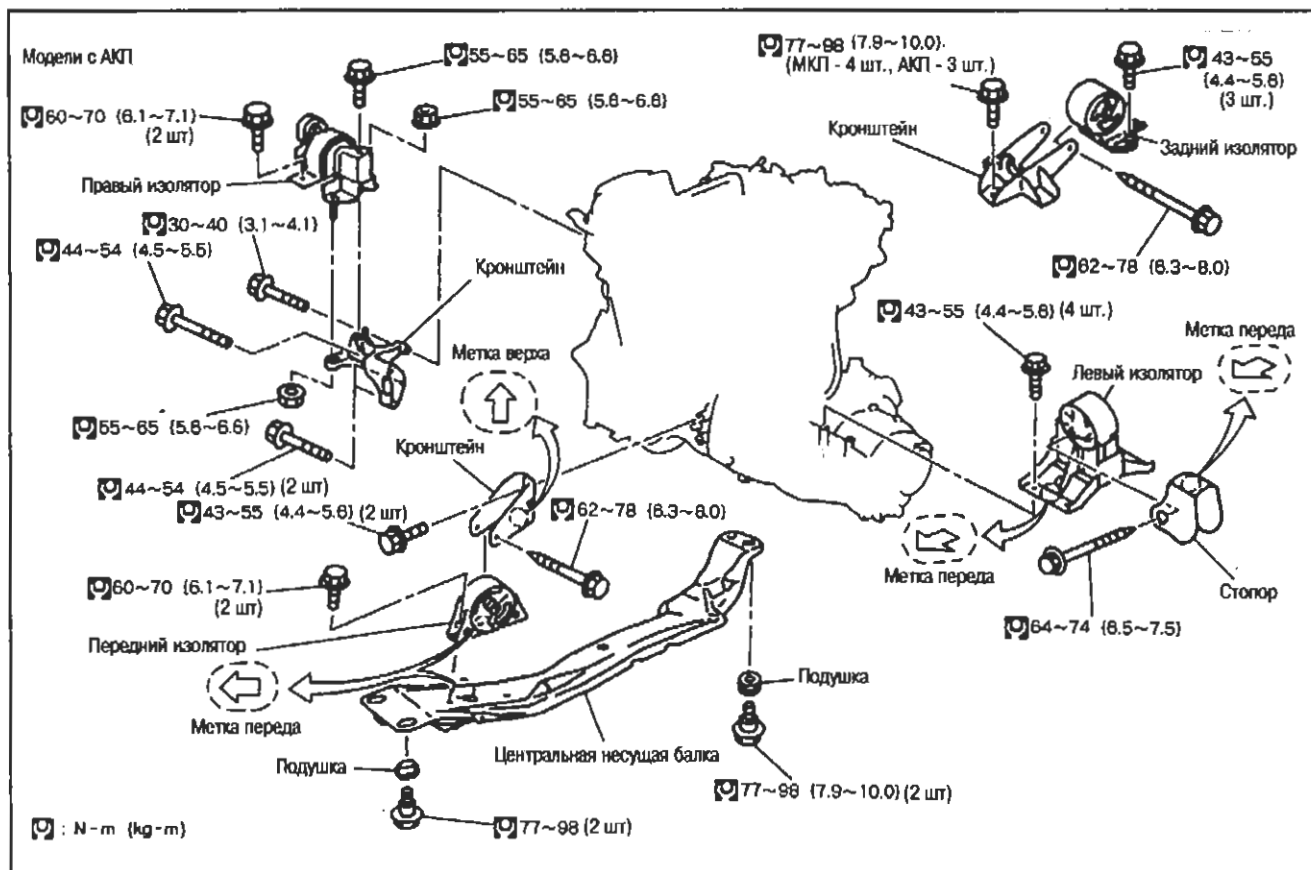 Модели с АКП
55~65 {5.8~6.8}
77~98 {7.9~10.0}.
(МКП - 4 шт., АКП - 3 шт.)
43~55
{4.4~5.8}
(3 шт.)
60~70 {6.1~7.1}
(2 шт)
55~65 {5.8~6.8}
Кронштейн
Задний изолятор
Правый изолятор
30~40 {3.1~4.1}
44~54 {4.5~5.5}
Кронштейн
62~78 {6.3~8.0}
43~55 {4.4~5.8} (4 шт.)
Метка переда
Метка верха
Левый изолятор
55~65 {5.8~6.6}
Кронштейн
44~54 {4.5~5.5} (2 шт)
43~55 {4.4~5.6} (2 шт)
62~78 {6.3~8.0}
Метка переда
Стопор
60~70 {6.1~7.1}
(2 шт)
64~74 {6.5~7.5}
Передний изолятор
Подушка
Метка переда
Центральная несущая балка
Подушка
77~98 {7.9~10.0} (2 шт)
77~98 (2 шт)
: N-m {kg-m}